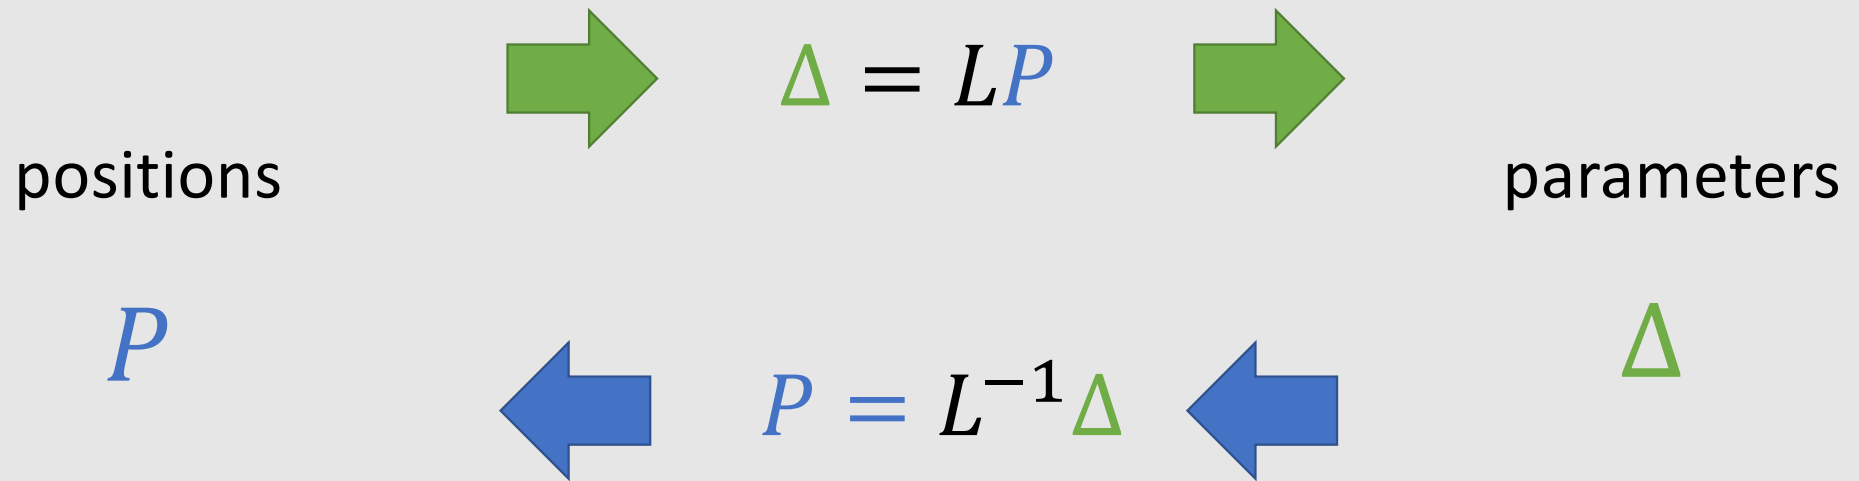 Δ = LP
positions
parameters
P
Δ
P = L⁻¹Δ